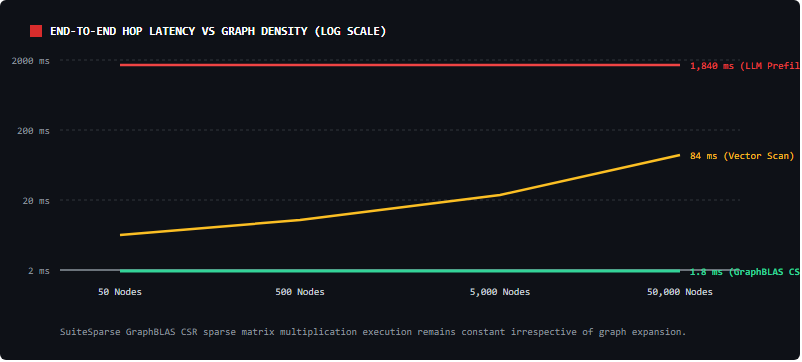 END-TO-END HOP LATENCY VS GRAPH DENSITY (LOG SCALE)
2000 ms
1,840 ms (LLM Prefil
200 ms
84 ms (Vector Scan)
20 ms
2 ms
1.8 ms (GraphBLAS CS
50 Nodes
500 Nodes
5,000 Nodes
50,000 Nodes
SuiteSparse GraphBLAS CSR sparse matrix multiplication execution remains constant irrespective of graph expansion.